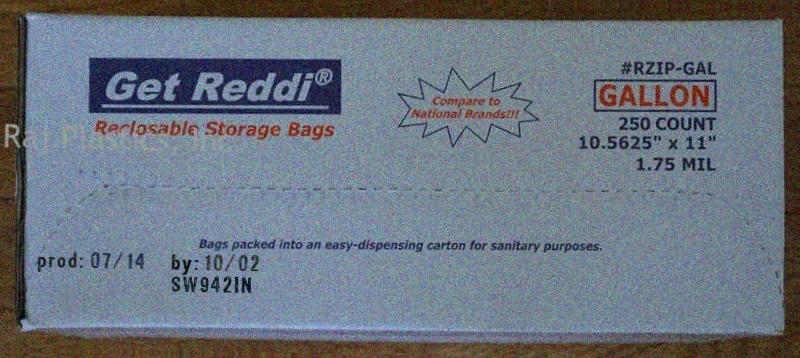 Get Reddi®
Reclosable Storage Bags
Compare to
National Brands!!!
#RZIP-GAL
GALLON
250 COUNT
10.5625" x 11"
1.75 MIL
Raj Plastics, Inc
Bags packed into an easy-dispensing carton for sanitary purposes.
prod: 07/14 by: 10/02
SW942IN